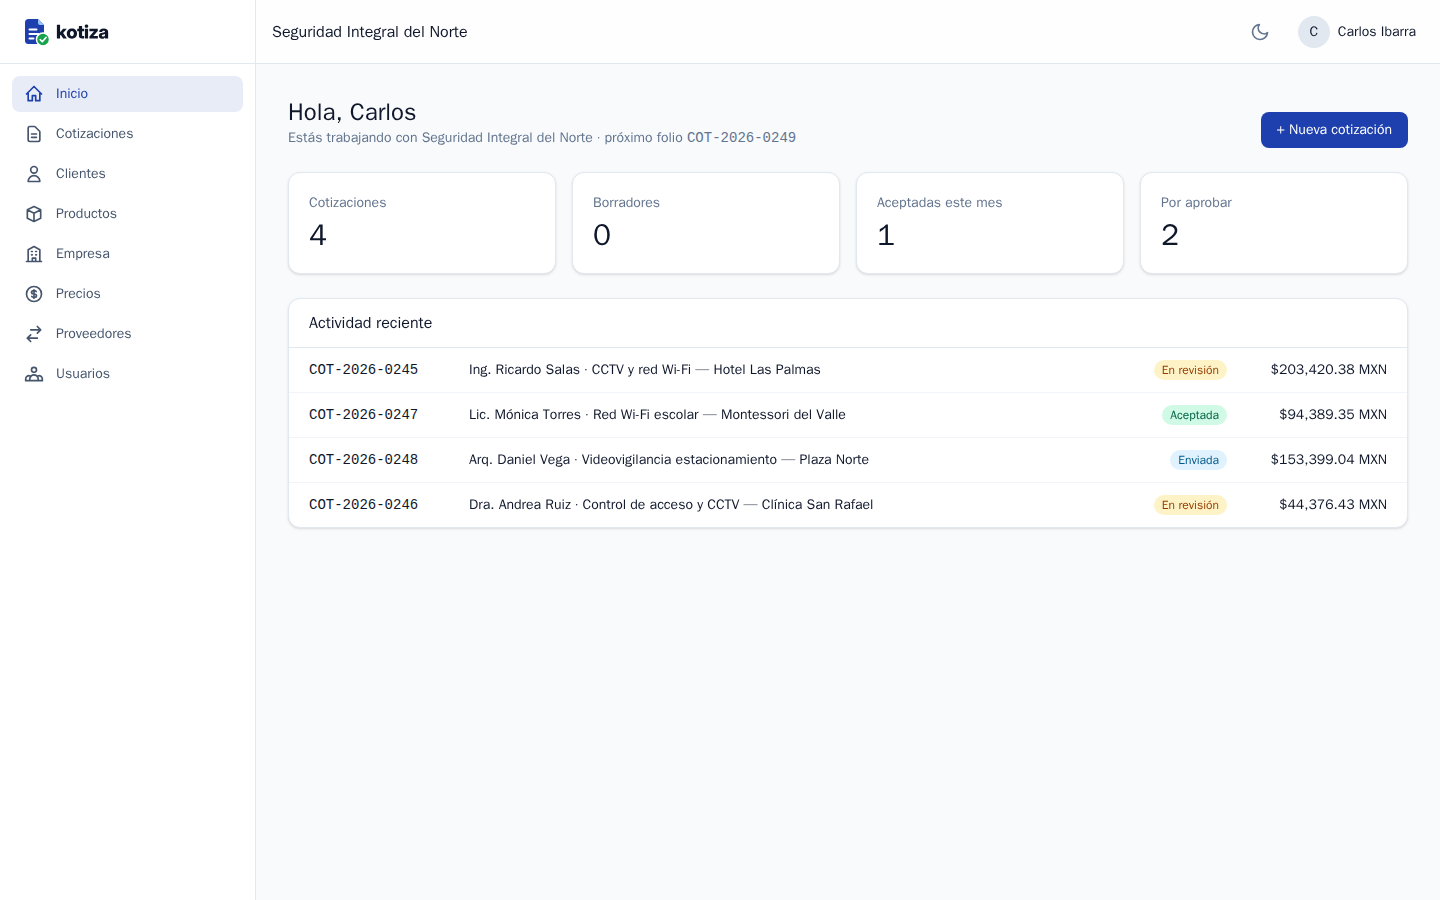 kotiza
Seguridad Integral del Norte
C Carlos Ibarra
Inicio
Cotizaciones
Clientes
Productos
Empresa
Precios
Proveedores
Usuarios
Hola, Carlos
Estás trabajando con Seguridad Integral del Norte · próximo folio COT-2026-0249
+ Nueva cotización
Cotizaciones
4
Borradores
0
Aceptadas este mes
1
Por aprobar
2
Actividad reciente
COT-2026-0245 Ing. Ricardo Salas · CCTV y red Wi-Fi — Hotel Las Palmas En revisión $203,420.38 MXN
COT-2026-0247 Lic. Mónica Torres · Red Wi-Fi escolar — Montessori del Valle Aceptada $94,389.35 MXN
COT-2026-0248 Arq. Daniel Vega · Videovigilancia estacionamiento — Plaza Norte Enviada $153,399.04 MXN
COT-2026-0246 Dra. Andrea Ruiz · Control de acceso y CCTV — Clínica San Rafael En revisión $44,376.43 MXN